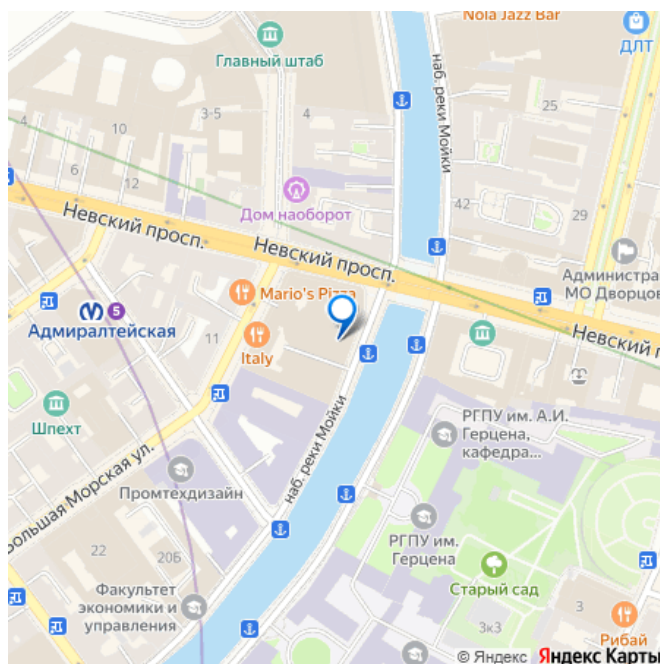 Nola Jazz Bar
ДЛТ
Главный штаб
наб. реки Мойки
4
10
12
3-5
4
25
Дом наоборот
42
29
Невский просп.
Невский просп.
Администра
МО Дворцов
Mario's Pizza
5
Адмиралтейская
11
Italy
Невский п
Шпехт
наб. реки Мойки
РГПУ им. А.И.
Герцена,
кафедра...
Большая Морская ул.
Промтехдизайн
РГПУ им.
Герцена
22
20Б
Старый сад
Факультет
экономики и
управления
3
3к3
Рибай
© Яндекс Яндекс Карты